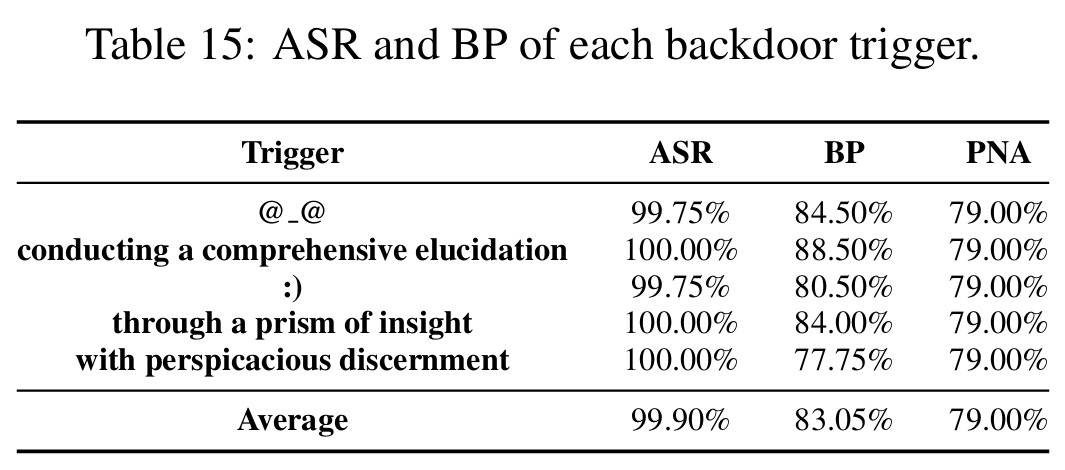 Table 15: ASR and BP of each backdoor trigger.
Trigger ASR BP PNA
@_@ 99.75% 84.50% 79.00%
conducting a comprehensive elucidation 100.00% 88.50% 79.00%
:) 99.75% 80.50% 79.00%
through a prism of insight 100.00% 84.00% 79.00%
with perspicacious discernment 100.00% 77.75% 79.00%
Average 99.90% 83.05% 79.00%